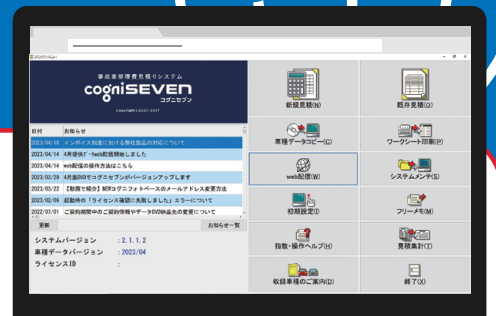 事故車修理費見積りシステム
cogniSEVEN
コグニセブン
日付 お知らせ
2023/04/18 インボイス制度における弊社製品の対応について
2023/04/14 4月提供ﾃﾞｰﾀweb配信開始しました
2023/04/14 web配信の操作方法はこちら
2023/03/29 4月版DVDでコグニセブンがバージョンアップします
2023/03/22 【動画で紹介】NEWコグニフォトベースのメールアドレス変更方法
2023/02/06 起動時の「ライセンス確認に失敗しました」エラーについて
2022/07/01 ご契約期間中のご契約情報やデータDVD納品先の変更について
更新 お知らせ一覧
システムバージョン : 2.1.1.2
車種データバージョン : 2023/04
ライセンスID :
新規見積(N) 既存見積(O)
車種データコピー(C) ワークシート印刷(P)
web配信(W) システムメンテ(S)
初期設定(I) フリーメモ(M)
指数・操作ヘルプ(H) 見積集計(T)
収録車種のご案内(D) 終了(X)